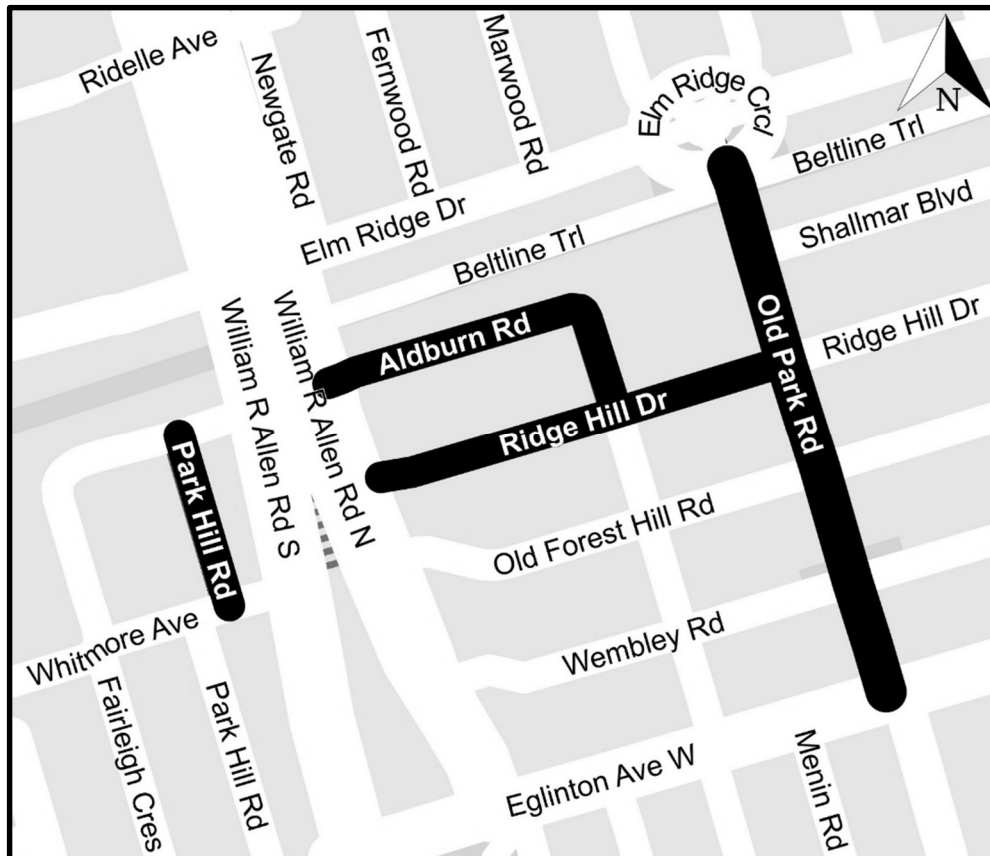 Ridelle Ave
Newgate Rd
Fernwood Rd
Marwood Rd
Elm Ridge Crcl
N
Beltline Trl
Elm Ridge Dr
Beltline Trl
Shallmar Blvd
William R Allen Rd S
William R Allen Rd N
Aldburn Rd
Old Park Rd
Ridge Hill Dr
Ridge Hill Dr
Park Hill Rd
Old Forest Hill Rd
Whitmore Ave
Wembley Rd
Fairleigh Cres
Park Hill Rd
Eglinton Ave W
Menin Rd